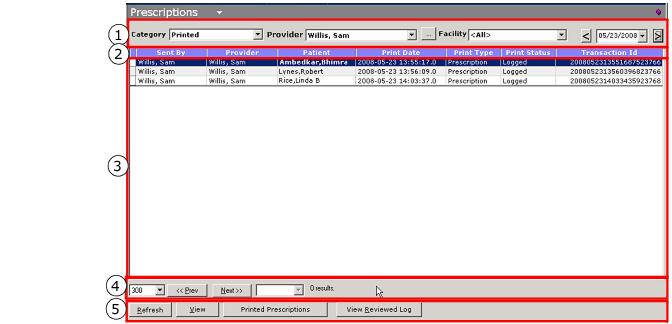 Prescriptions
1 Category Printed Provider Willis, Sam ... Facility <All> < 05/23/2008 >
2 Sent By Provider Patient Print Date Print Type Print Status Transaction Id
Willis, Sam Willis, Sam Ambedkar,Bhimra 2008-05-23 13:55:17.0 Prescription Logged 2008052313551687523766
Willis, Sam Willis, Sam Lynes,Robert 2008-05-23 13:56:09.0 Prescription Logged 2008052313560396823766
Willis, Sam Willis, Sam Rice,Linda B 2008-05-23 14:03:37.0 Prescription Logged 2008052314033435923768
3
4 300 << Prev Next >> 0 results.
5 Refresh View Printed Prescriptions View Reviewed Log